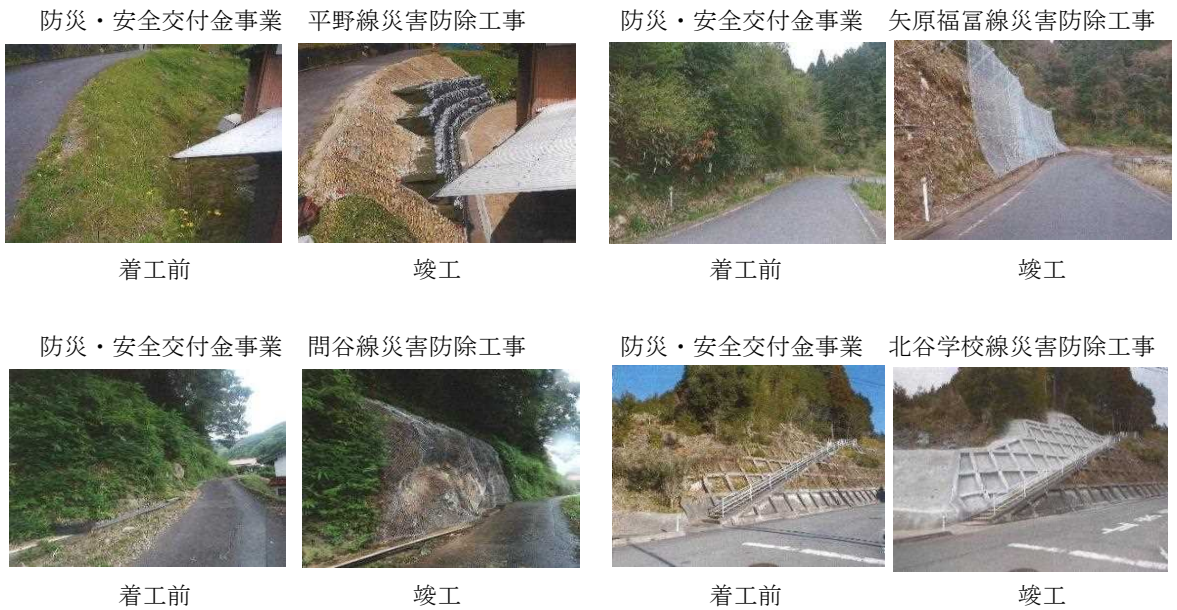 防災・安全交付金事業 平野線災害防除工事
防災・安全交付金事業 矢原福冨線災害防除工事
着工前 竣工
着工前 竣工
防災・安全交付金事業 問谷線災害防除工事
防災・安全交付金事業 北谷学校線災害防除工事
着工前 竣工
着工前 竣工